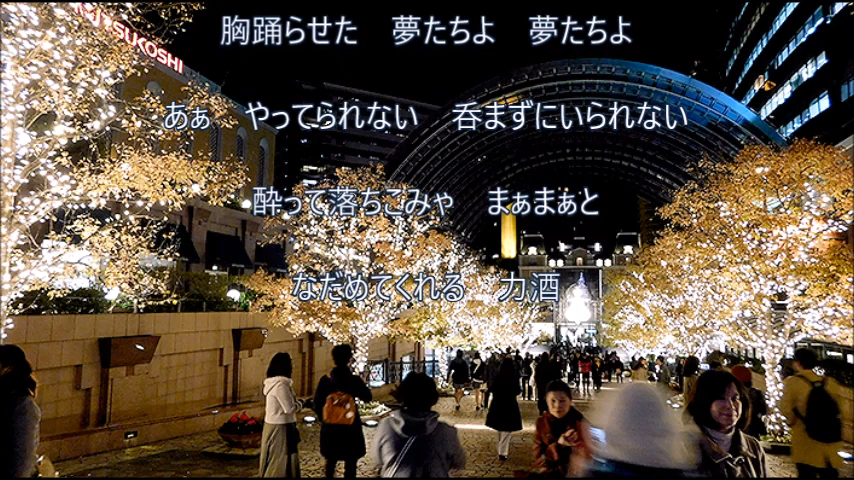 MITSUKOSHI
胸踊らせた　夢たちよ　夢たちよ
あぁ　やってられない　呑まずにいられない
酔って落ちこみゃ　まぁまぁと
なだめてくれる　力酒